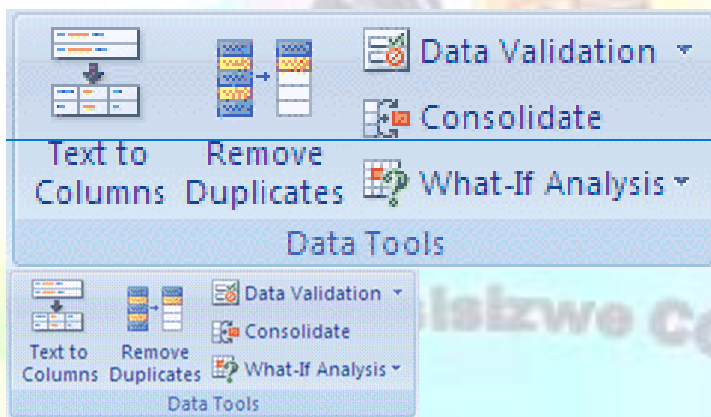 Text to Columns
Remove Duplicates
Data Validation
Consolidate
What-If Analysis
Data Tools
Text to Columns
Remove Duplicates
Data Validation
Consolidate
What-If Analysis
Data Tools